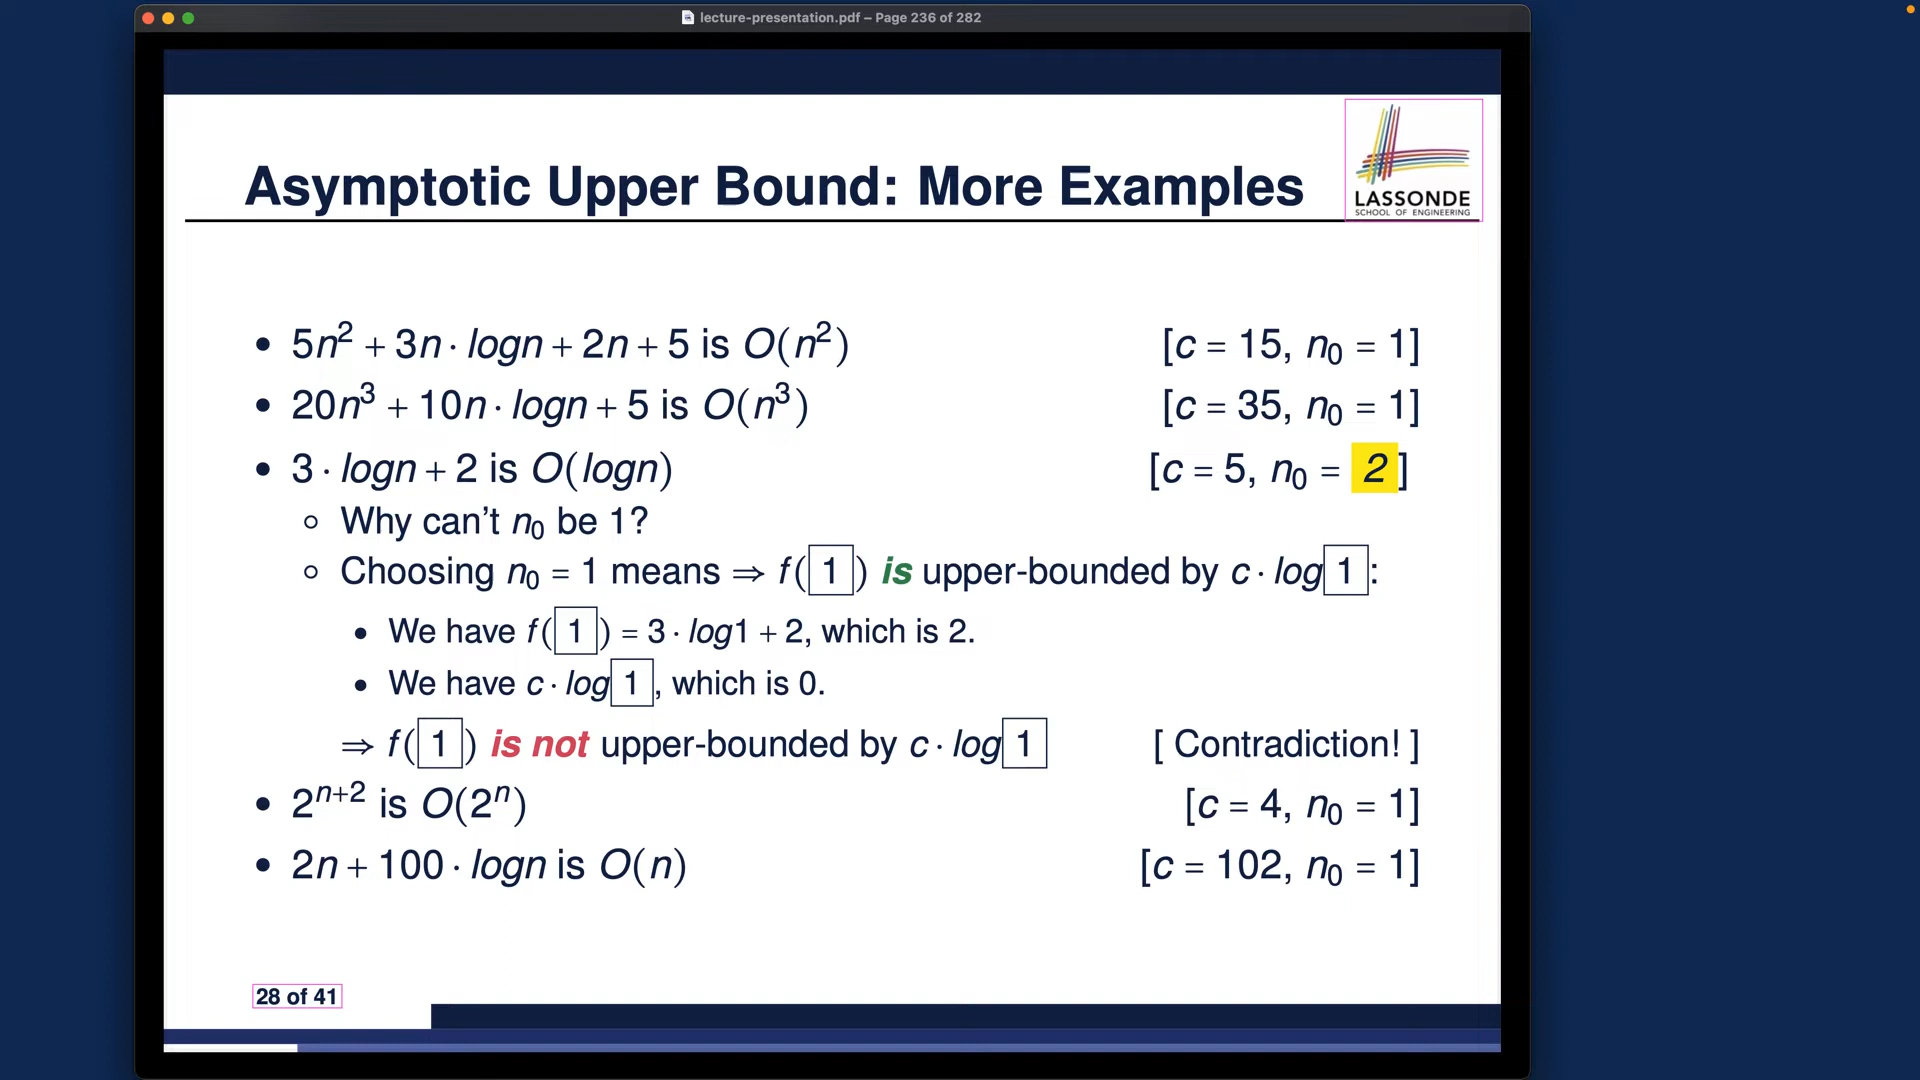 lecture-presentation.pdf – Page 236 of 282
LASSONDE
SCHOOL OF ENGINEERING
Asymptotic Upper Bound: More Examples
• 5n² + 3n · logn + 2n + 5 is O(n²) [c = 15, n₀ = 1]
• 20n³ + 10n · logn + 5 is O(n³) [c = 35, n₀ = 1]
• 3 · logn + 2 is O(logn) [c = 5, n₀ = 2]
○ Why can't n₀ be 1?
○ Choosing n₀ = 1 means ⇒ f( 1 ) is upper-bounded by c · log 1 :
• We have f( 1 ) = 3 · log1 + 2, which is 2.
• We have c · log 1 , which is 0.
⇒ f( 1 ) is not upper-bounded by c · log 1 [ Contradiction! ]
• 2ⁿ⁺² is O(2ⁿ) [c = 4, n₀ = 1]
• 2n + 100 · logn is O(n) [c = 102, n₀ = 1]
28 of 41